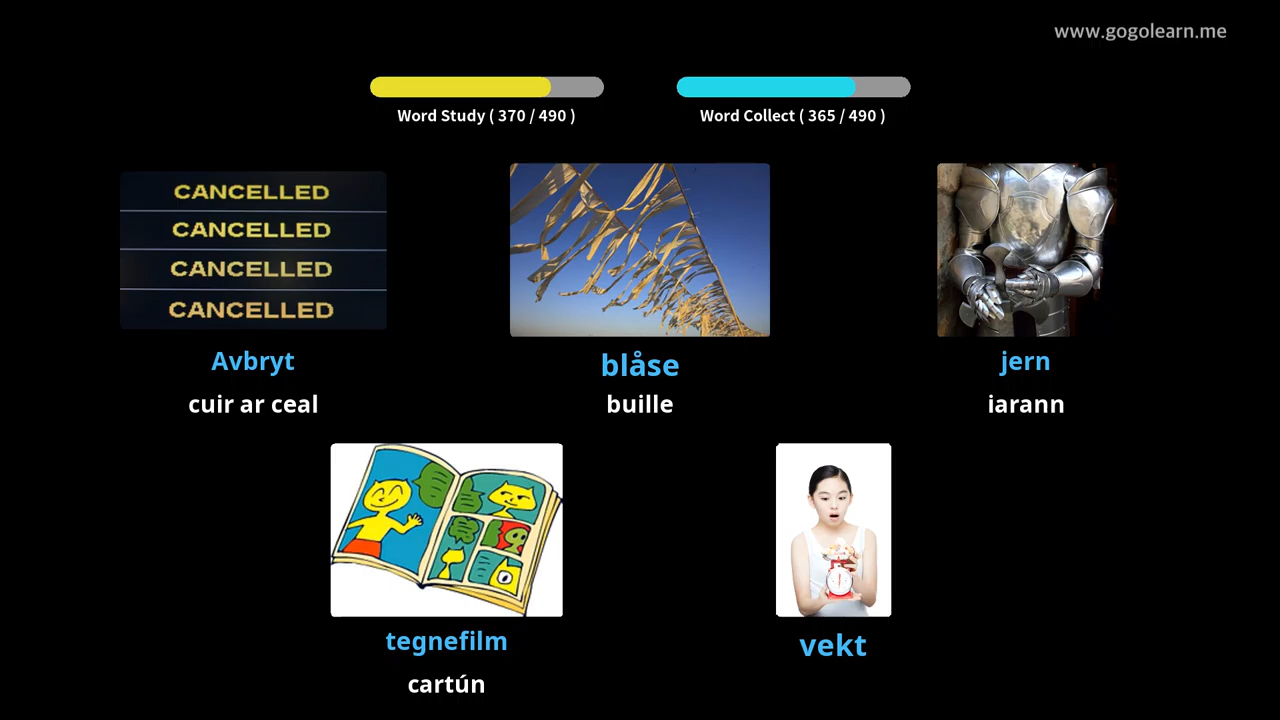 www.gogolearn.me
Word Study ( 370 / 490 )
Word Collect ( 365 / 490 )
CANCELLED
CANCELLED
CANCELLED
CANCELLED
Avbryt
cuir ar ceal
blåse
buille
jern
iarann
tegnefilm
cartún
vekt